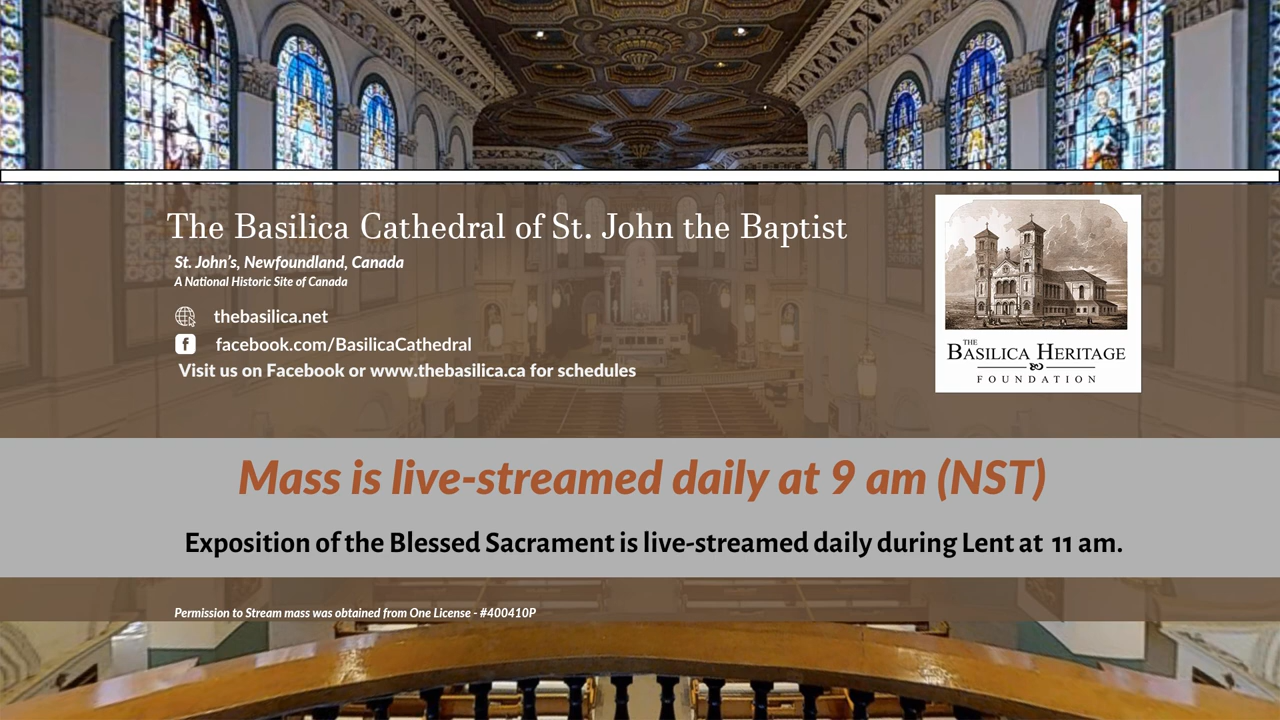 The Basilica Cathedral of St. John the Baptist
St. John's, Newfoundland, Canada
A National Historic Site of Canada
thebasilica.net
facebook.com/BasilicaCathedral
Visit us on Facebook or www.thebasilica.ca for schedules
THE
BASILICA HERITAGE
FOUNDATION
Mass is live-streamed daily at 9 am (NST)
Exposition of the Blessed Sacrament is live-streamed daily during Lent at 11 am.
Permission to Stream mass was obtained from One License - #400410P